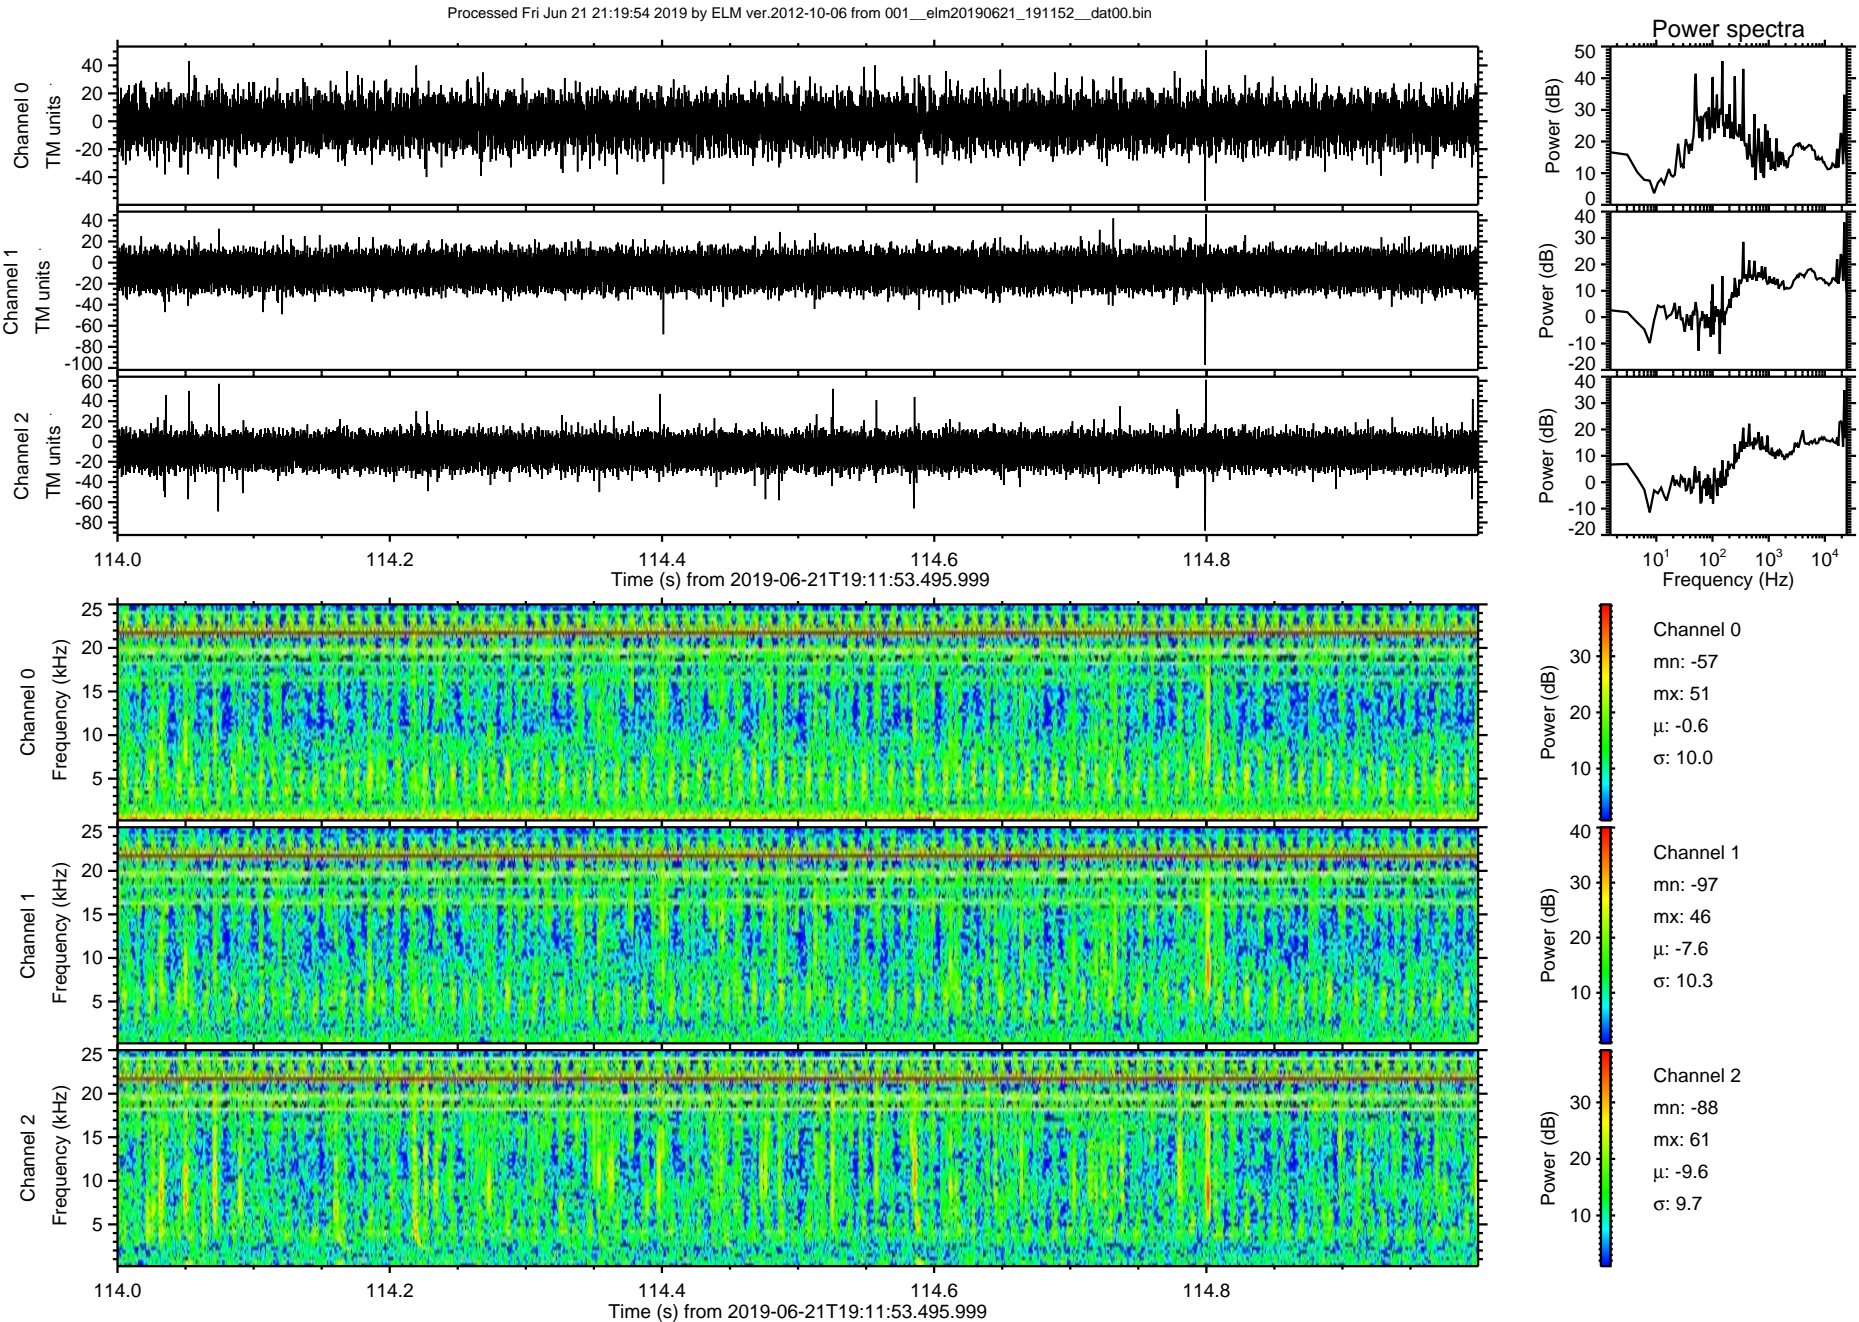 Processed Fri Jun 21 21:19:54 2019 by ELM ver.2012-10-06 from 001__elm20190621_191152__dat00.bin
Power spectra
Channel 0
TM units
40
20
0
-20
-40
Power (dB)
50
40
30
20
10
0
Channel 1
TM units
40
20
0
-20
-40
-60
-80
-100
Power (dB)
40
30
20
10
0
-10
-20
Channel 2
TM units
60
40
20
0
-20
-40
-60
-80
Power (dB)
40
30
20
10
0
-10
-20
114.0 114.2 114.4 114.6 114.8
Time (s) from 2019-06-21T19:11:53.495.999
10¹ 10² 10³ 10⁴
Frequency (Hz)
Channel 0
Frequency (kHz)
25
20
15
10
5
Power (dB)
30
20
10
Channel 0
mn: -57
mx: 51
μ: -0.6
σ: 10.0
Channel 1
Frequency (kHz)
25
20
15
10
5
Power (dB)
40
30
20
10
Channel 1
mn: -97
mx: 46
μ: -7.6
σ: 10.3
Channel 2
Frequency (kHz)
25
20
15
10
5
Power (dB)
30
20
10
Channel 2
mn: -88
mx: 61
μ: -9.6
σ: 9.7
114.0 114.2 114.4 114.6 114.8
Time (s) from 2019-06-21T19:11:53.495.999